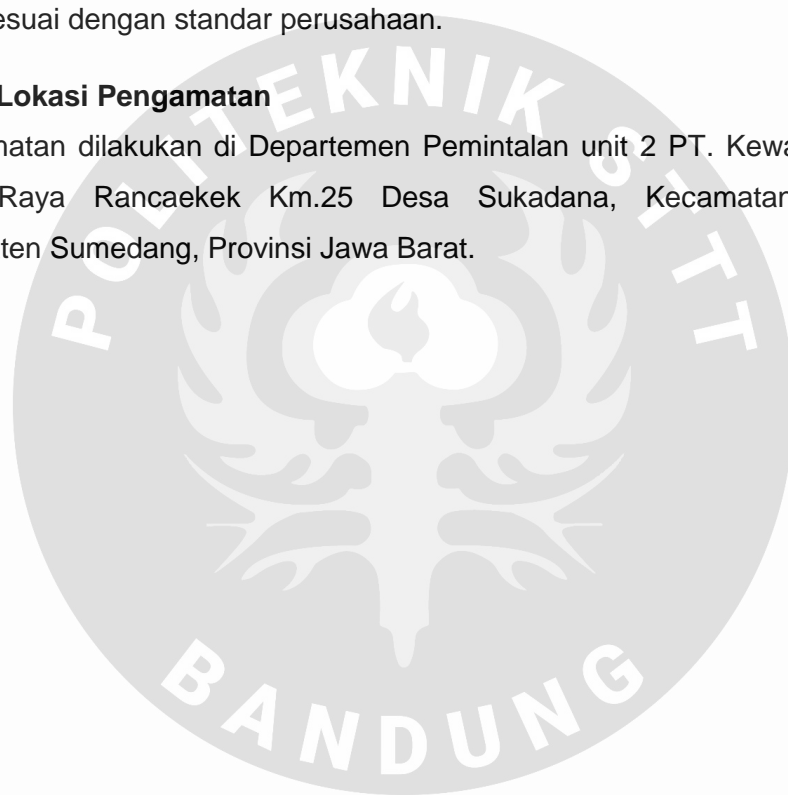 esuai dengan standar perusahaan.
Lokasi Pengamatan
matan dilakukan di Departemen Pemintalan unit 2 PT. Kewa
Raya Rancaekek Km.25 Desa Sukadana, Kecamatan
ten Sumedang, Provinsi Jawa Barat.
POLITEKNIK STTT
BANDUNG